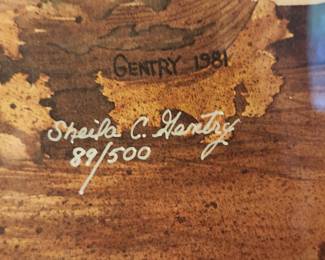 GENTRY 1981
Sheila C. Gentry
89/500